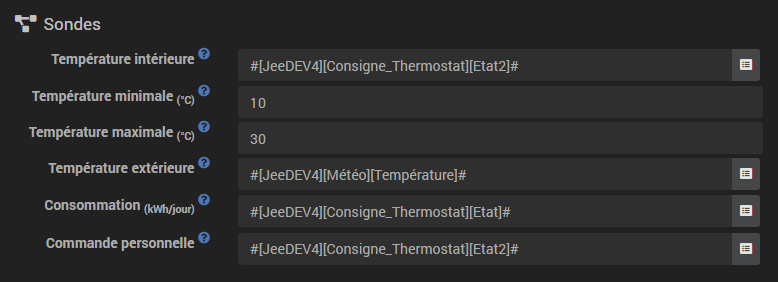 Sondes
Température intérieure ? #[JeeDEV4][Consigne_Thermostat][Etat2]#
Température minimale (°C) ? 10
Température maximale (°C) ? 30
Température extérieure ? #[JeeDEV4][Météo][Température]#
Consommation (kWh/jour) ? #[JeeDEV4][Consigne_Thermostat][Etat]#
Commande personnelle ? #[JeeDEV4][Consigne_Thermostat][Etat2]#